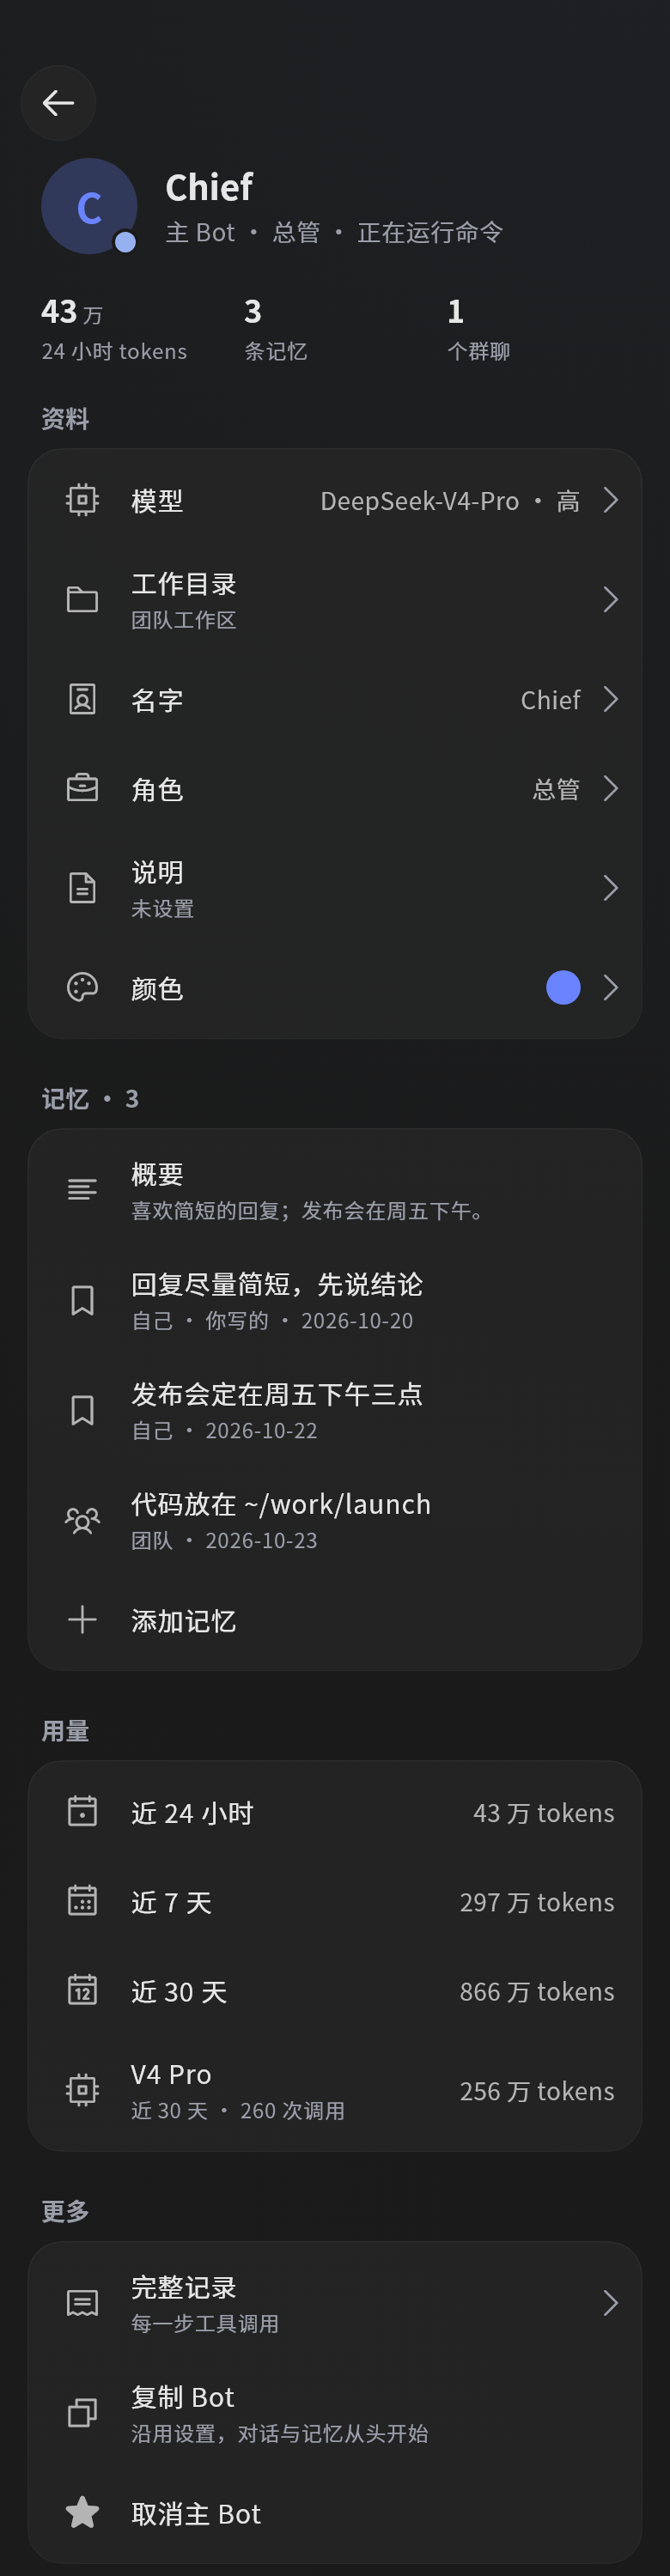 C
Chief
主 Bot · 总管 · 正在运行命令
43 万
24 小时 tokens
3
条记忆
1
个群聊
资料
模型
DeepSeek-V4-Pro · 高
工作目录
团队工作区
名字
Chief
角色
总管
说明
未设置
颜色
记忆 · 3
概要
喜欢简短的回复；发布会在周五下午。
回复尽量简短，先说结论
自己 · 你写的 · 2026-10-20
发布会定在周五下午三点
自己 · 2026-10-22
代码放在 ~/work/launch
团队 · 2026-10-23
添加记忆
用量
近 24 小时
43 万 tokens
近 7 天
297 万 tokens
12
近 30 天
866 万 tokens
V4 Pro
近 30 天 · 260 次调用
256 万 tokens
更多
完整记录
每一步工具调用
复制 Bot
沿用设置，对话与记忆从头开始
取消主 Bot